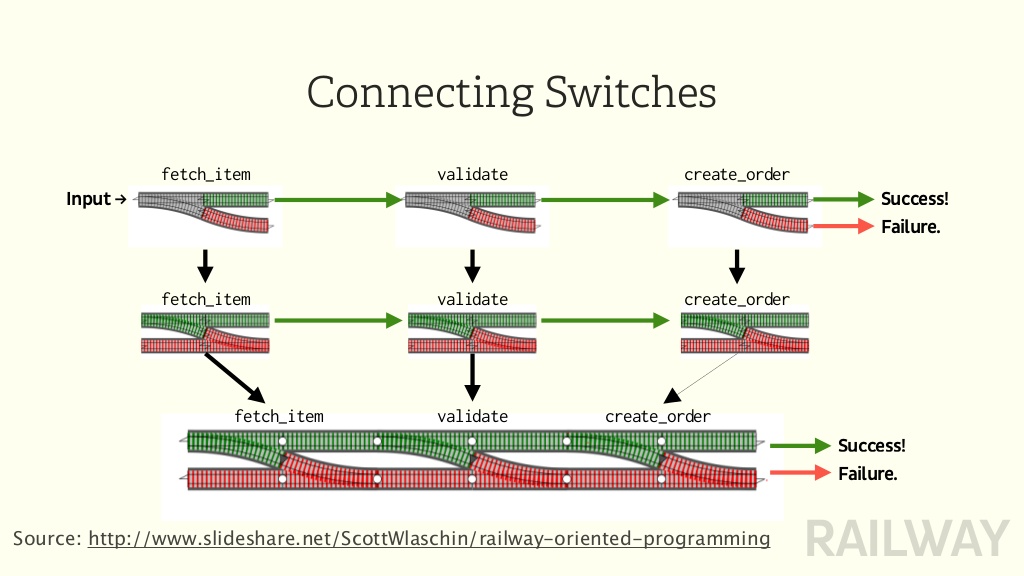 Connecting Switches
fetch_item validate create_order
Input → Success!
Failure.
fetch_item validate create_order
fetch_item validate create_order
Success!
Failure.
Source: http://www.slideshare.net/ScottWlaschin/railway-oriented-programming
RAILWAY